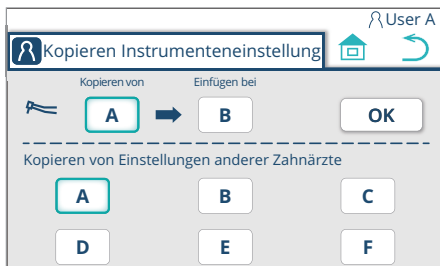 User A
Kopieren Instrumenteneinstellung
Kopieren von Einfügen bei
A B OK
Kopieren von Einstellungen anderer Zahnärzte
A B C
D E F